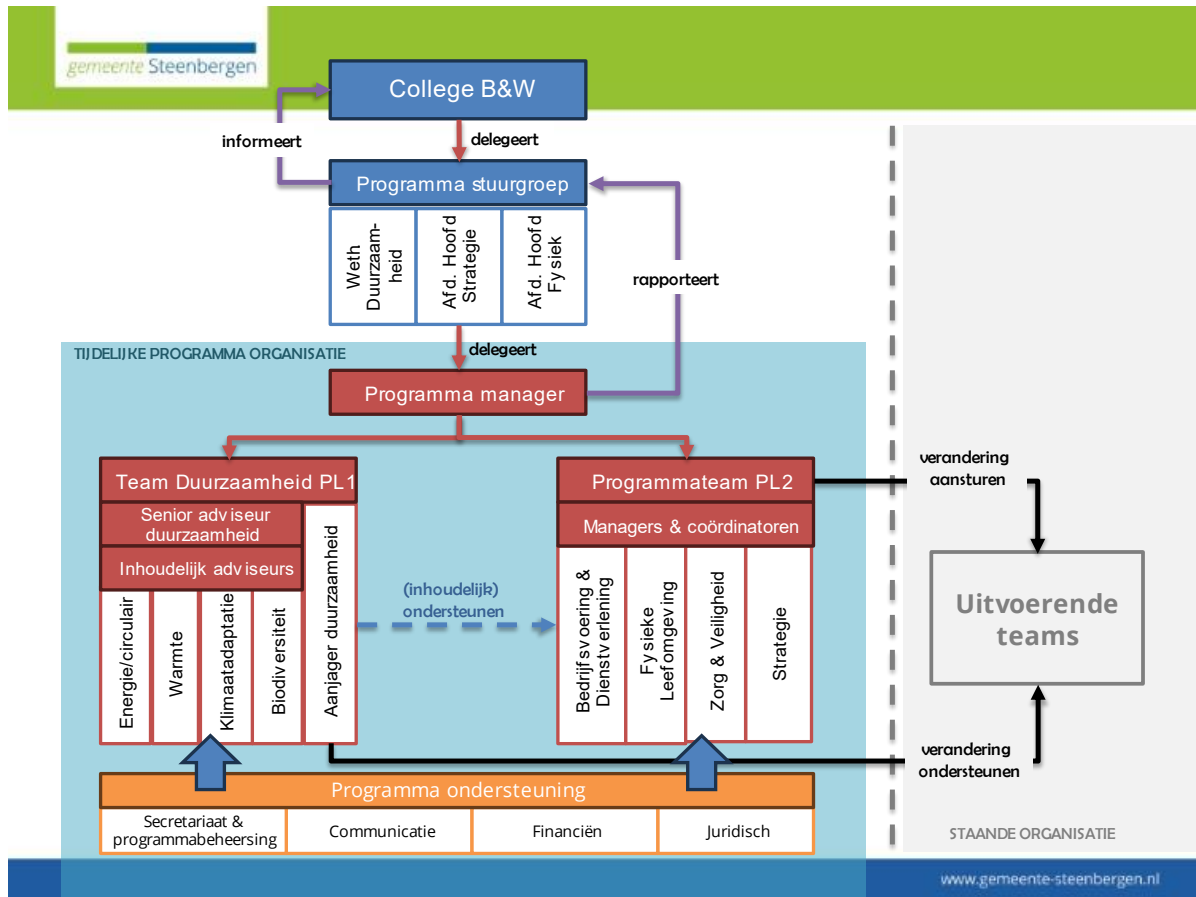 gemeente Steenbergen
College B&W
informeert
delegeert
Programma stuurgroep
Weth
Duurzaam-
heid
Afd. Hoofd
Strategie
Afd. Hoofd
Fysiek
rapporteert
delegeert
TIJDELIJKE PROGRAMMA ORGANISATIE
Programma manager
Team Duurzaamheid PL1
Senior adviseur
duurzaamheid
Inhoudelijk adviseurs
Energie/circulair
Warmte
Klimaatadaptatie
Biodiversiteit
Aanjager duurzaamheid
(inhoudelijk)
ondersteunen
Programmateam PL2
Managers & coördinatoren
Bedrijfsvoering &
Dienstverlening
Fysieke
Leefomgeving
Zorg & Veiligheid
Strategie
verandering
aansturen
Uitvoerende
teams
verandering
ondersteunen
Programma ondersteuning
Secretariaat &
programmabeheersing
Communicatie
Financiën
Juridisch
STAANDE ORGANISATIE
www.gemeente-steenbergen.nl